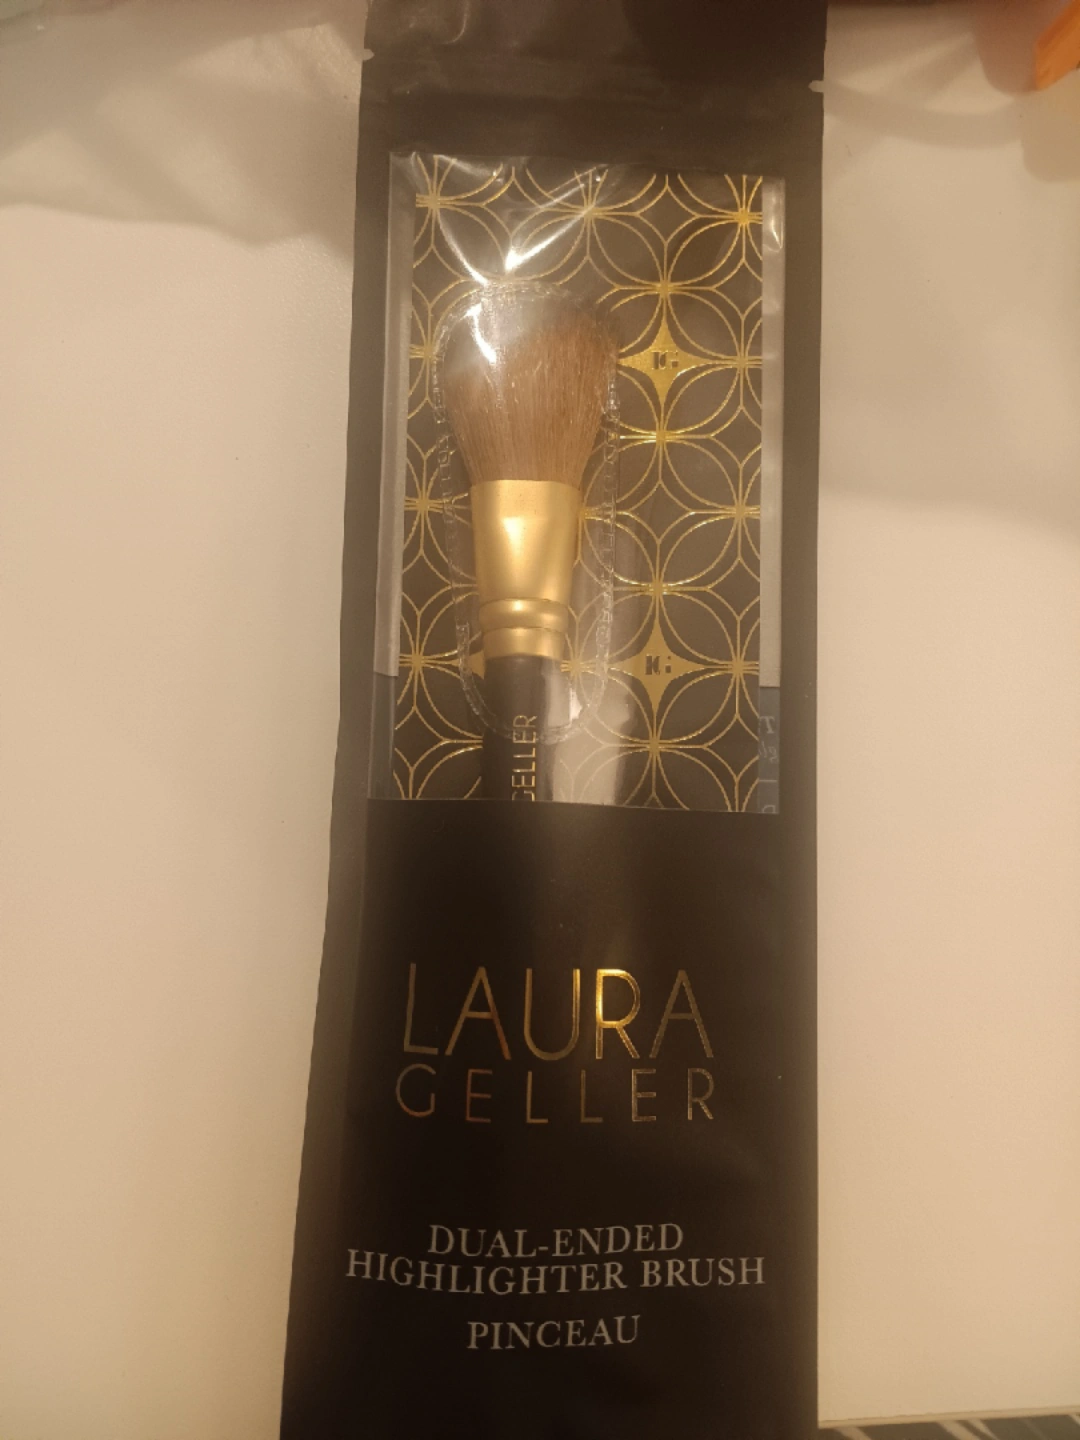 GELLER
LAURA
GELLER
DUAL-ENDED
HIGHLIGHTER BRUSH
PINCEAU